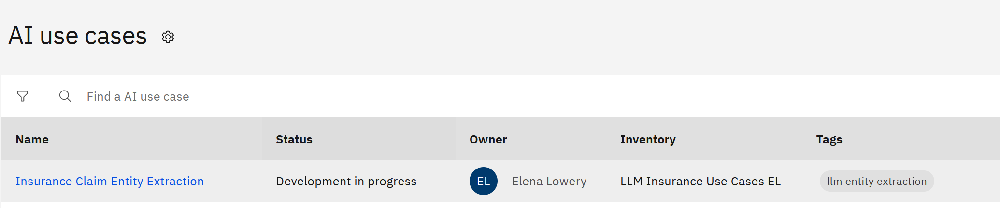 AI use cases
Find a AI use case
Name Status Owner Inventory Tags
Insurance Claim Entity Extraction Development in progress EL Elena Lowery LLM Insurance Use Cases EL llm entity extraction